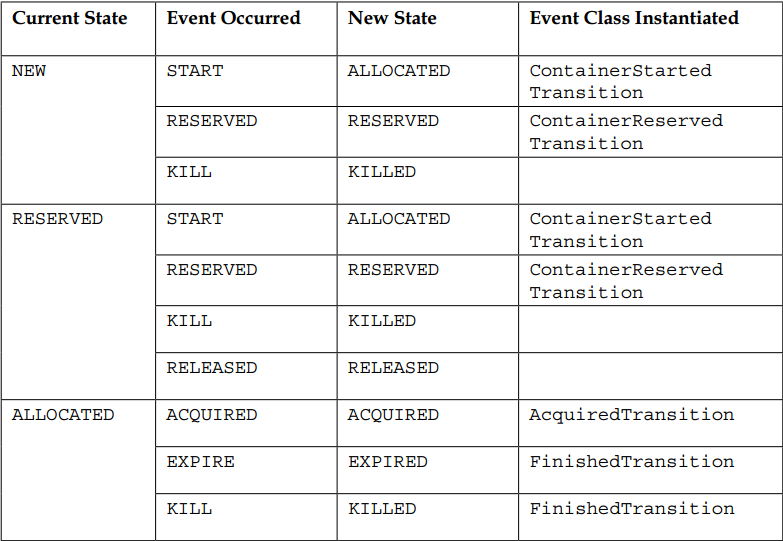 Current State Event Occurred New State Event Class Instantiated
NEW START ALLOCATED ContainerStarted
Transition
RESERVED RESERVED ContainerReserved
Transition
KILL KILLED
RESERVED START ALLOCATED ContainerStarted
Transition
RESERVED RESERVED ContainerReserved
Transition
KILL KILLED
RELEASED RELEASED
ALLOCATED ACQUIRED ACQUIRED AcquiredTransition
EXPIRE EXPIRED FinishedTransition
KILL KILLED FinishedTransition